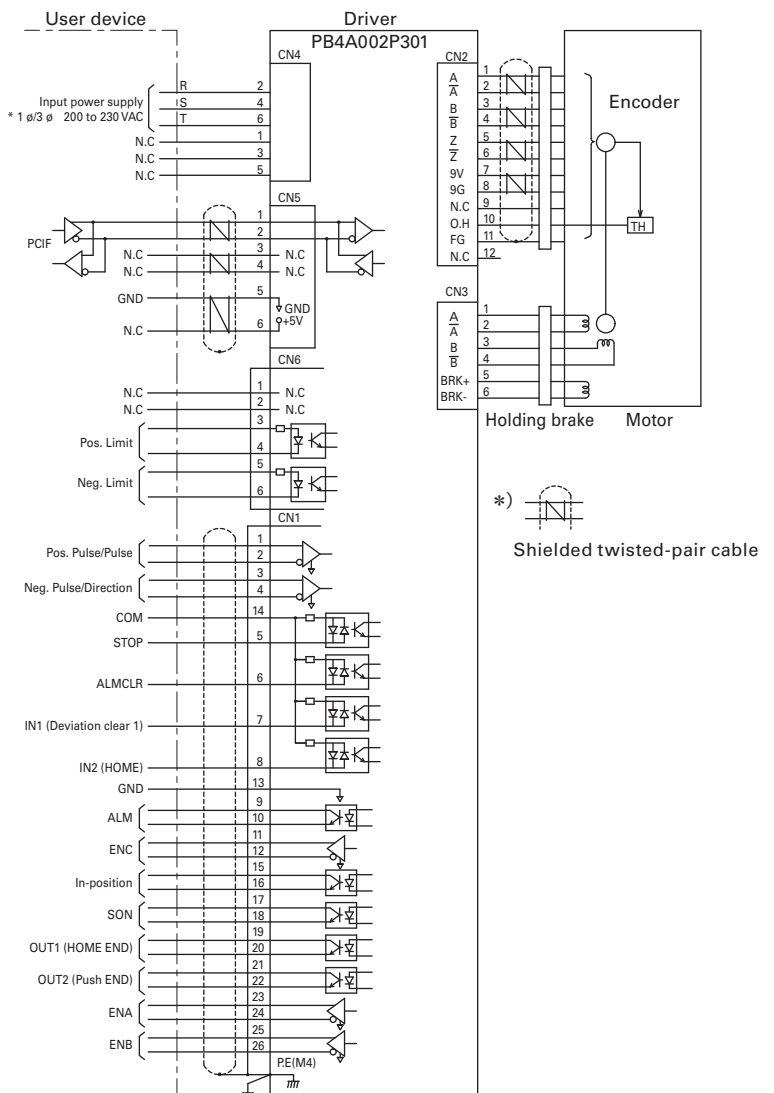 User device
Driver
PB4A002P301
CN4
Input power supply
* 1 ø/3 ø 200 to 230 VAC
R 2
S 4
T 6
N.C 1
N.C 3
N.C 5
CN5
PCIF
1
2
N.C 3 N.C
N.C 4 N.C
GND 5 GND
+5V
N.C 6
CN6
N.C 1 N.C
N.C 2 N.C
Pos. Limit
3
4
Neg. Limit
5
6
CN1
Pos. Pulse/Pulse
1
2
Neg. Pulse/Direction
3
4
COM 14
STOP 5
ALMCLR 6
IN1 (Deviation clear 1) 7
IN2 (HOME) 8
GND 13
ALM
9
10
ENC
11
12
In-position
15
16
SON
17
18
OUT1 (HOME END)
19
20
OUT2 (Push END)
21
22
ENA
23
24
ENB
25
26
P.E(M4)
CN2
A 1
A̅ 2
B 3
B̅ 4
Z 5
Z̅ 6
9V 7
9G 8
N.C 9
O.H 10
FG 11
N.C 12
Encoder
TH
CN3
A 1
A̅ 2
B 3
B̅ 4
BRK+ 5
BRK- 6
Holding brake
Motor
*)
Shielded twisted-pair cable